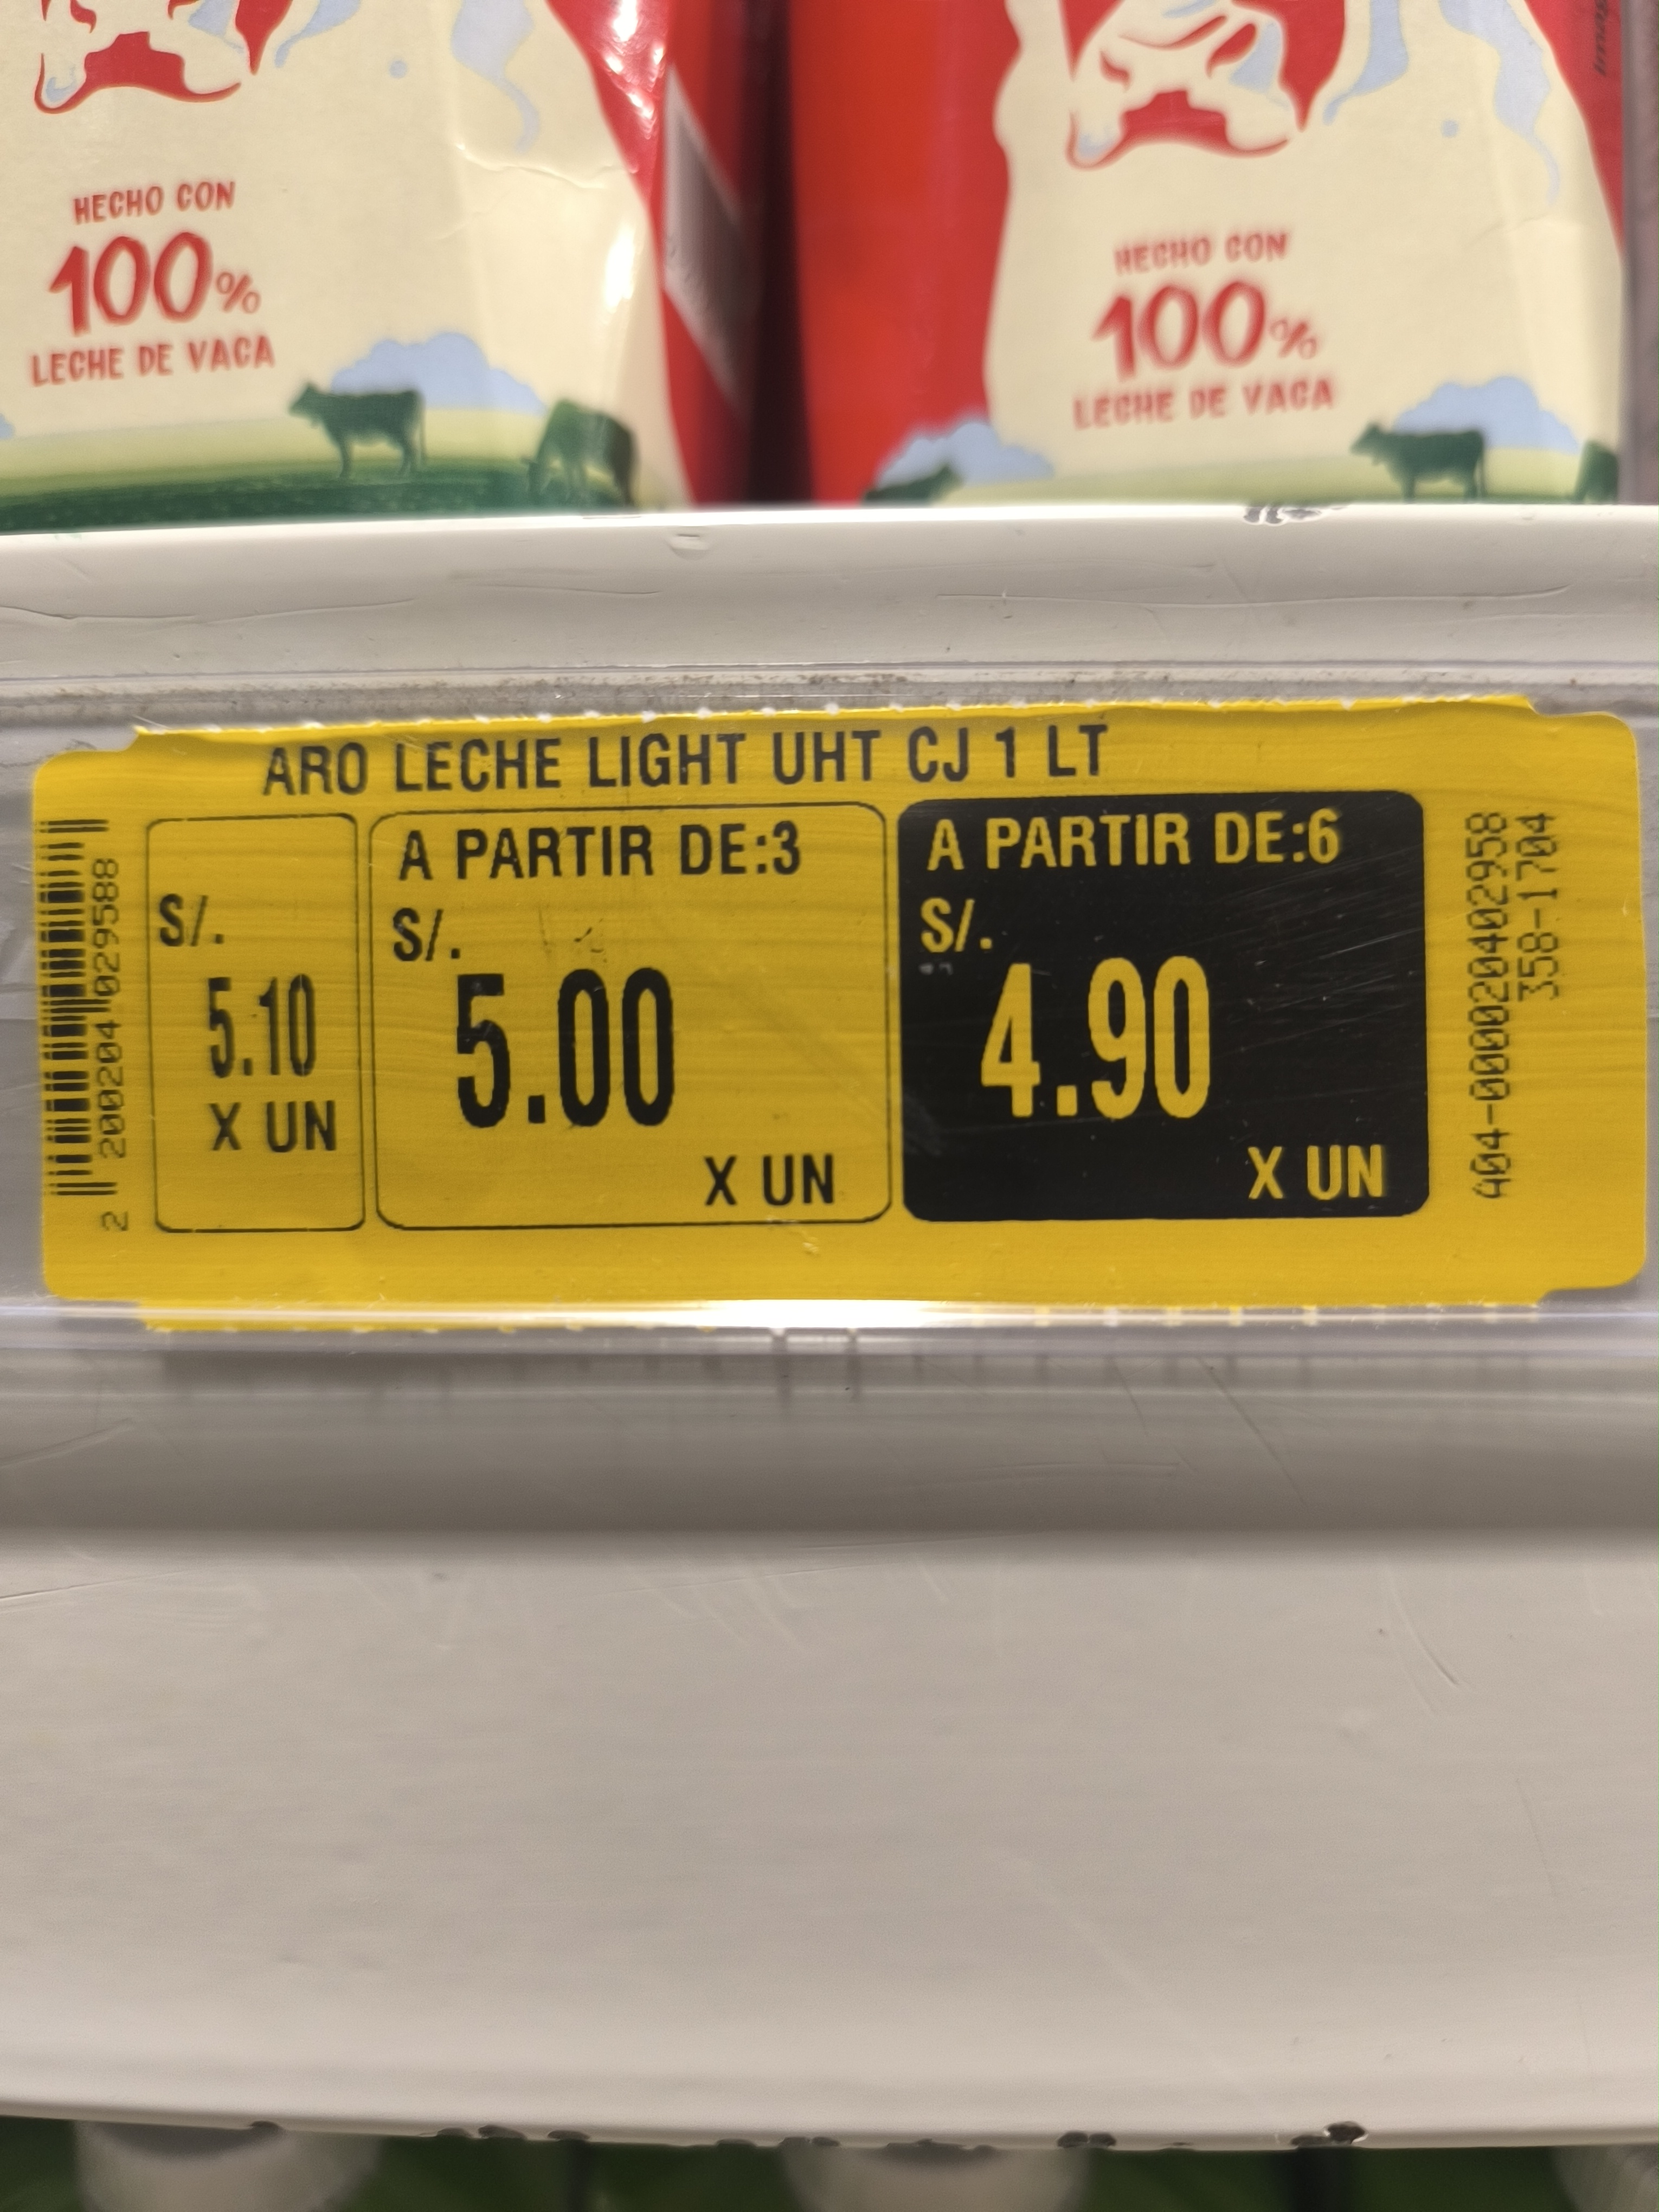 HECHO CON
100%
LECHE DE VACA
HECHO CON
100%
LECHE DE VACA
ARO LECHE LIGHT UHT CJ 1 LT
2 200204 029588
S/.
5.10
X UN
A PARTIR DE:3
S/.
5.00
X UN
A PARTIR DE:6
S/.
4.90
X UN
404-000020402958
358-1704